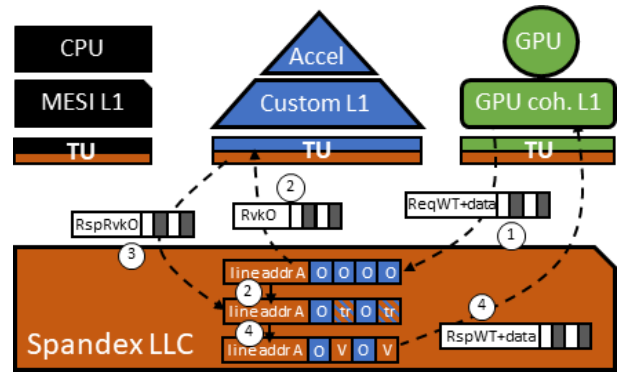 CPU
Accel
GPU
MESI L1
Custom L1
GPU coh. L1
TU
TU
TU
2
RspRvkO
RvkO
ReqWT+data
3
1
line addr A O O O O
2
line addr A O tr O tr
4
4
Spandex LLC
line addr A O V O V
RspWT+data